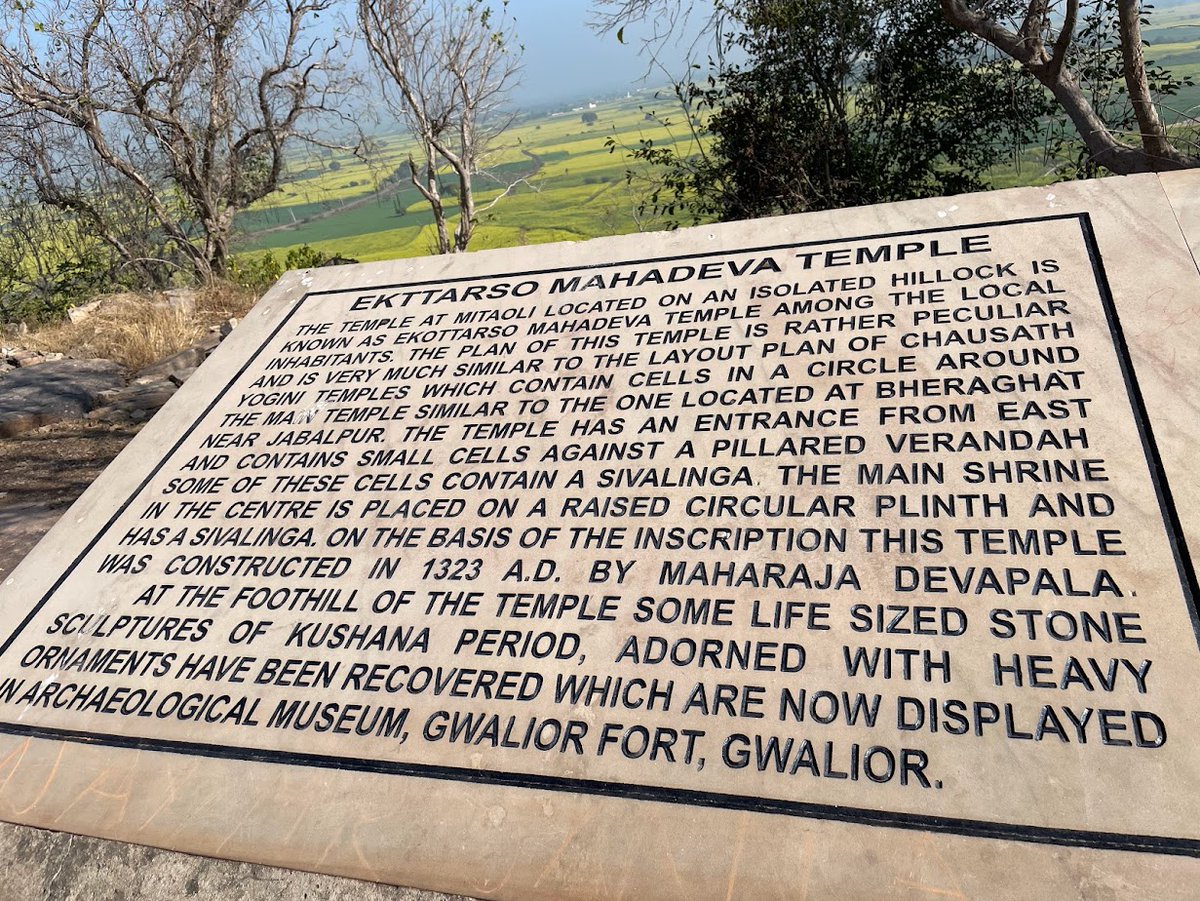 EKTTARSO MAHADEVA TEMPLE
THE TEMPLE AT MITAOLI LOCATED ON AN ISOLATED HILLOCK IS
KNOWN AS EKOTTARSO MAHADEVA TEMPLE AMONG THE LOCAL
INHABITANTS. THE PLAN OF THIS TEMPLE IS RATHER PECULIAR
AND IS VERY MUCH SIMILAR TO THE LAYOUT PLAN OF CHAUSATH
YOGINI TEMPLES WHICH CONTAIN CELLS IN A CIRCLE AROUND
THE MAIN TEMPLE SIMILAR TO THE ONE LOCATED AT BHERAGHAT
NEAR JABALPUR. THE TEMPLE HAS AN ENTRANCE FROM EAST
AND CONTAINS SMALL CELLS AGAINST A PILLARED VERANDAH
SOME OF THESE CELLS CONTAIN A SIVALINGA. THE MAIN SHRINE
IN THE CENTRE IS PLACED ON A RAISED CIRCULAR PLINTH AND
HAS A SIVALINGA. ON THE BASIS OF THE INSCRIPTION THIS TEMPLE
WAS CONSTRUCTED IN 1323 A.D. BY MAHARAJA DEVAPALA.
AT THE FOOTHILL OF THE TEMPLE SOME LIFE SIZED STONE
SCULPTURES OF KUSHANA PERIOD, ADORNED WITH HEAVY
ORNAMENTS HAVE BEEN RECOVERED WHICH ARE NOW DISPLAYED
IN ARCHAEOLOGICAL MUSEUM, GWALIOR FORT, GWALIOR.